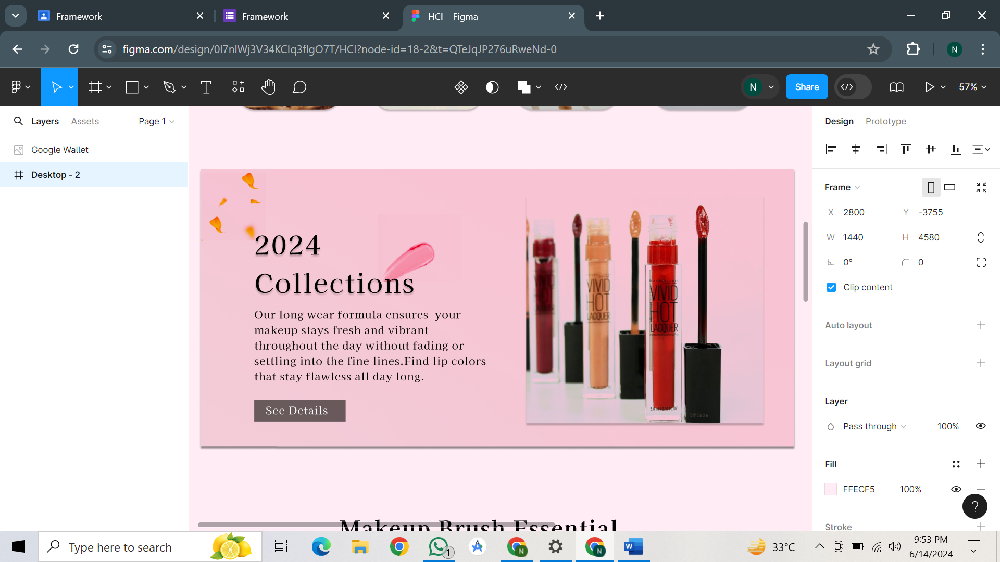 Framework
Framework
HCI – Figma
figma.com/design/0l7nlWj3V34KCIq3flgO7T/HCI?node-id=18-2&t=QTeJqJP276uRweNd-0
N
N
Share
57%
Layers
Assets
Page 1
Google Wallet
Desktop - 2
2024
Collections
Our long wear formula ensures  your
makeup stays fresh and vibrant
throughout the day without fading or
settling into the fine lines.Find lip colors
that stay flawless all day long.
See Details
VIVID
HOT
LACQUER
VIVID
HOT
LACQUER
Makeup Brush Essential
Design
Prototype
Frame
X 2800
Y -3755
W 1440
H 4580
0°
0
Clip content
Auto layout
Layout grid
Layer
Pass through
100%
Fill
FFECF5
100%
?
Stroke
Type here to search
1
N
N
W
33°C
9:53 PM
6/14/2024